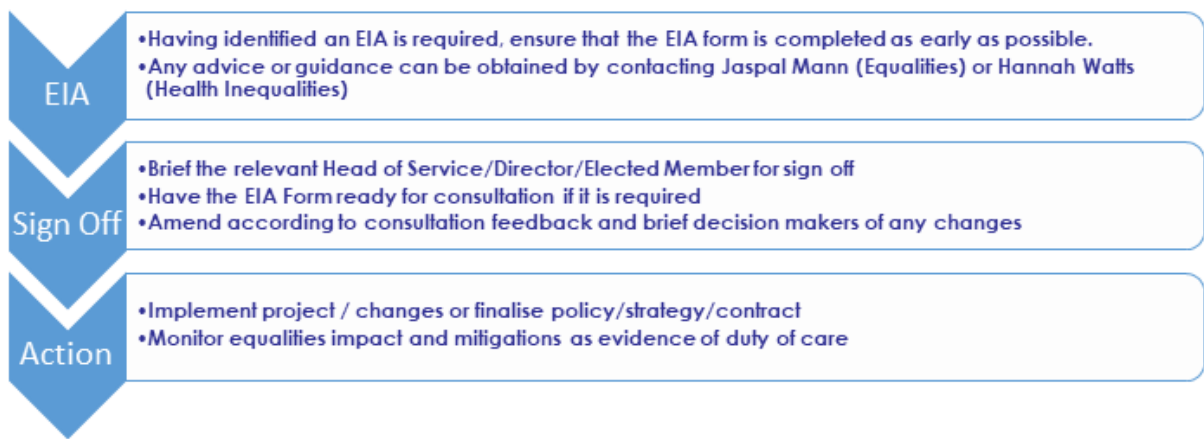 EIA
•Having identified an EIA is required, ensure that the EIA form is completed as early as possible.
•Any advice or guidance can be obtained by contacting Jaspal Mann (Equalities) or Hannah Watts
(Health Inequalities)
Sign Off
•Brief the relevant Head of Service/Director/Elected Member for sign off
•Have the EIA Form ready for consultation if it is required
•Amend according to consultation feedback and brief decision makers of any changes
Action
•Implement project / changes or finalise policy/strategy/contract
•Monitor equalities impact and mitigations as evidence of duty of care